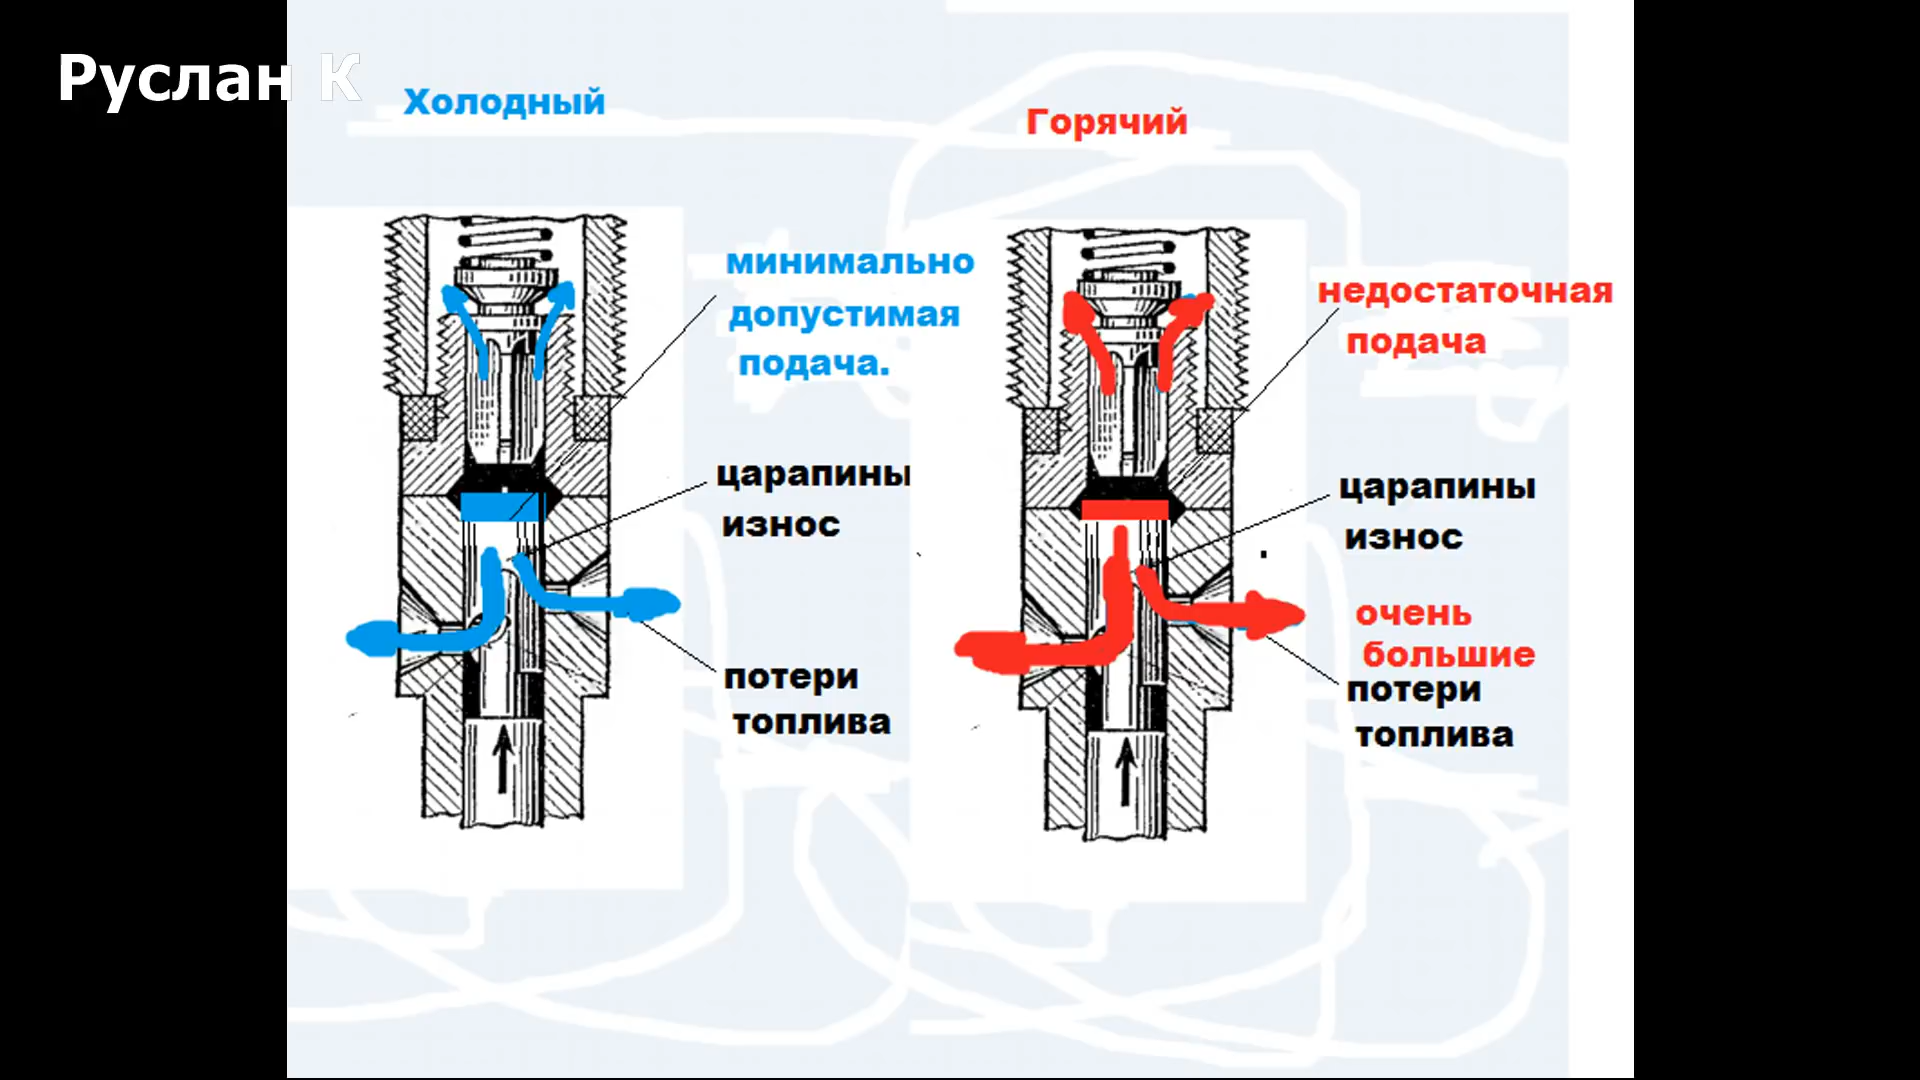 Руслан К
Холодный
Горячий
минимально
допустимая
подача.
недостаточная
подача
царапины
износ
царапины
износ
потери
топлива
очень
большие
потери
топлива